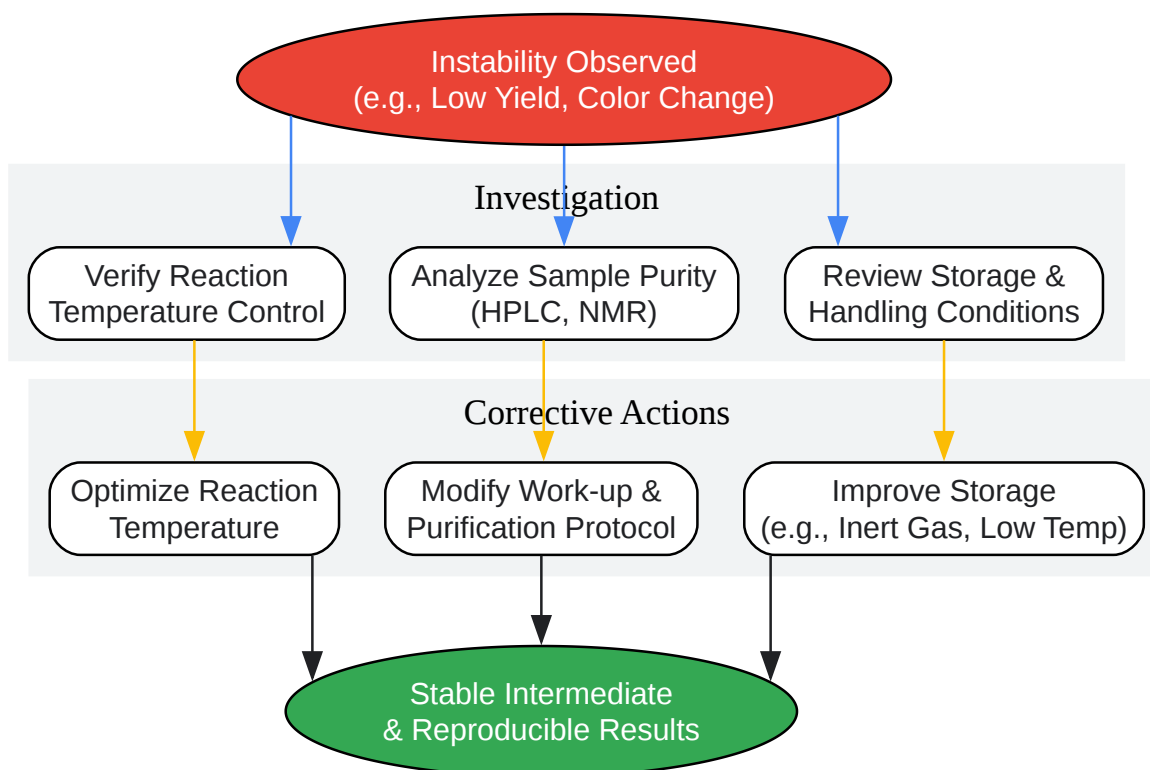 Instability Observed
(e.g., Low Yield, Color Change)
Investigation
Verify Reaction
Temperature Control
Analyze Sample Purity
(HPLC, NMR)
Review Storage &
Handling Conditions
Corrective Actions
Optimize Reaction
Temperature
Modify Work-up &
Purification Protocol
Improve Storage
(e.g., Inert Gas, Low Temp)
Stable Intermediate
& Reproducible Results